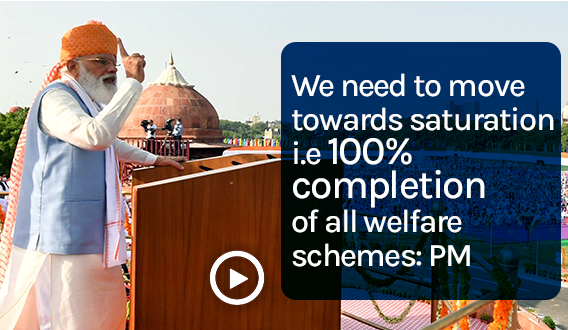 We need to move
towards saturation
i.e 100%
completion
of all welfare
schemes: PM